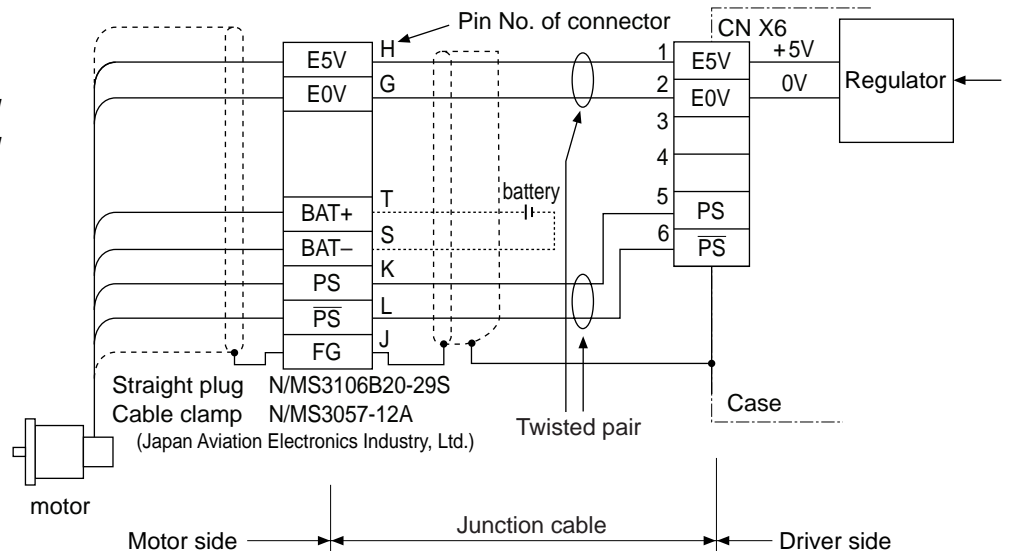 Pin No. of connector
CN X6
H
E5V
1
E5V
+5V
Regulator
G
E0V
2
E0V
0V
3
4
T
BAT+
battery
5
PS
S
BAT–
6
P̅S̅
K
PS
L
P̅S̅
J
FG
Straight plug N/MS3106B20-29S
Cable clamp N/MS3057-12A
(Japan Aviation Electronics Industry, Ltd.)
Twisted pair
Case
motor
Motor side
Junction cable
Driver side